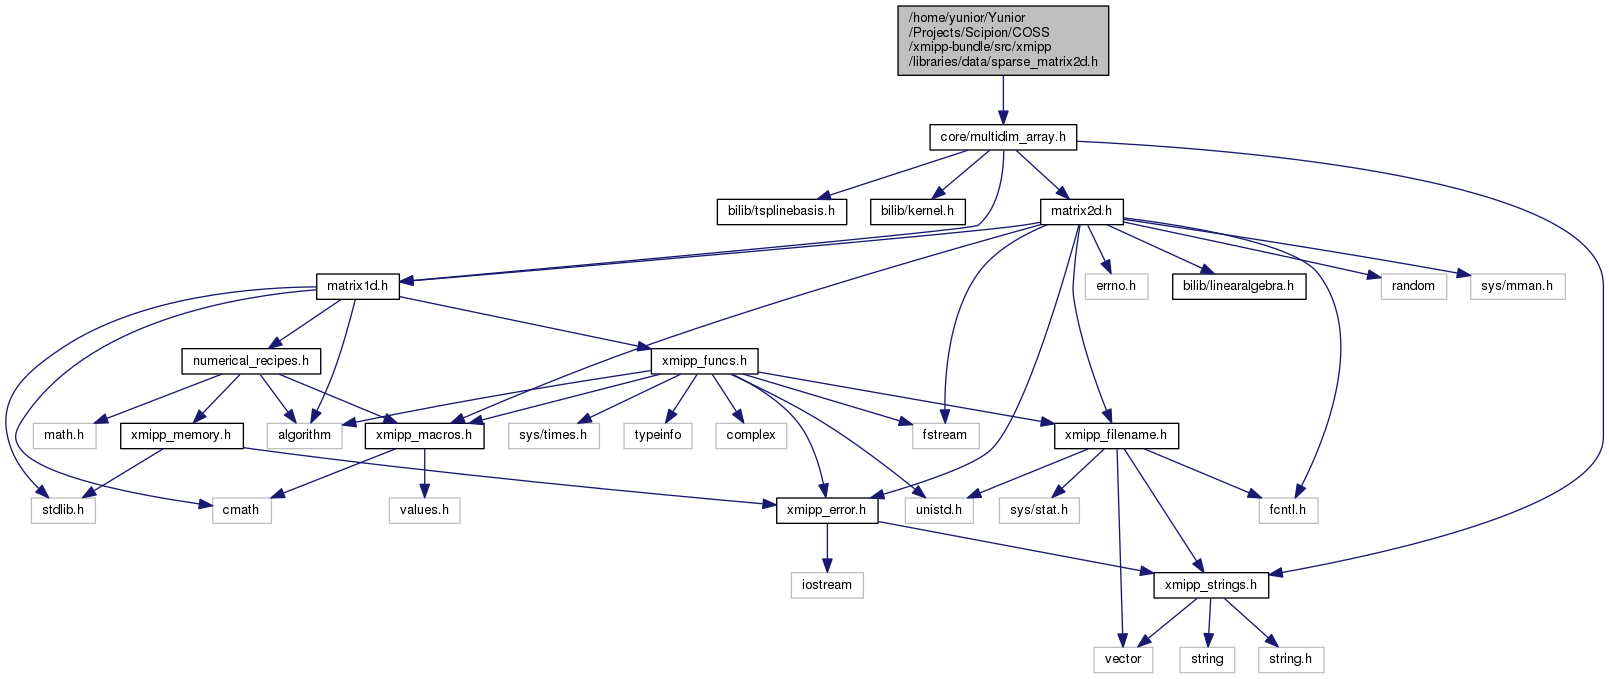 /home/yunior/Yunior
/Projects/Scipion/COSS
/xmipp-bundle/src/xmipp
/libraries/data/sparse_matrix2d.h
core/multidim_array.h
bilib/tsplinebasis.h
bilib/kernel.h
matrix2d.h
matrix1d.h
errno.h
bilib/linearalgebra.h
random
sys/mman.h
numerical_recipes.h
xmipp_funcs.h
math.h
xmipp_memory.h
algorithm
xmipp_macros.h
sys/times.h
typeinfo
complex
fstream
xmipp_filename.h
stdlib.h
cmath
values.h
xmipp_error.h
unistd.h
sys/stat.h
fcntl.h
iostream
xmipp_strings.h
vector
string
string.h